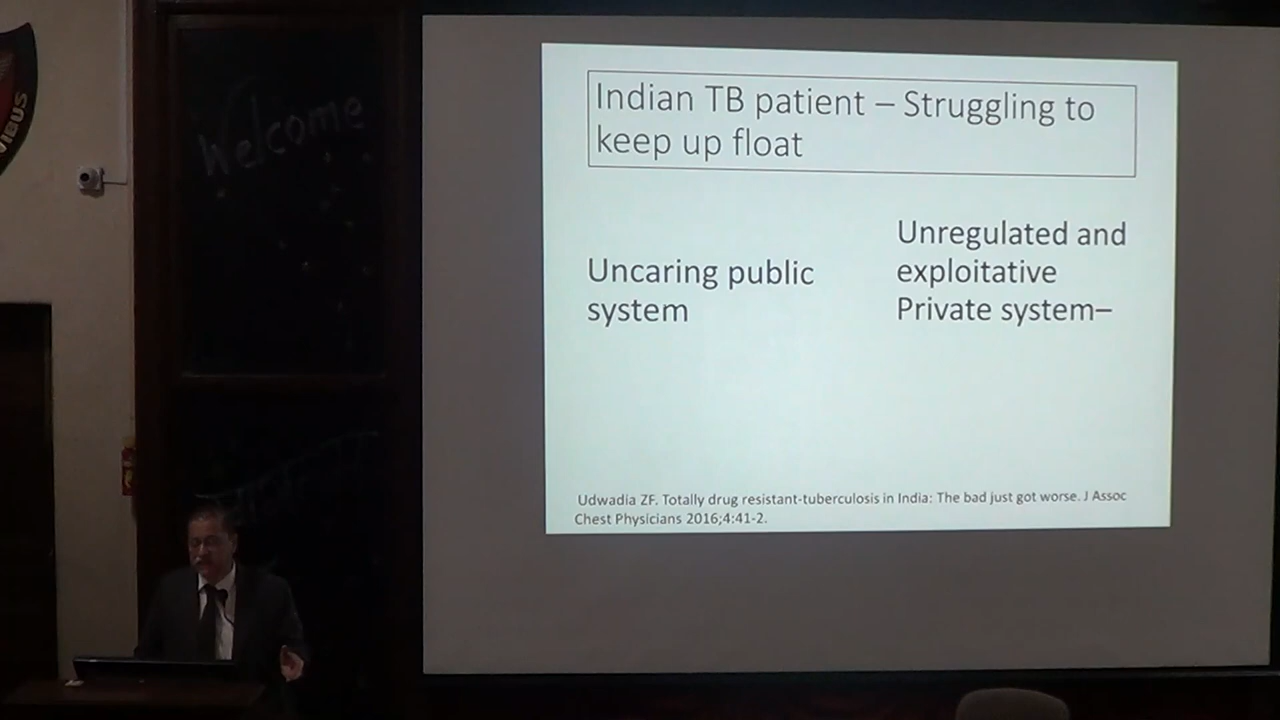 VIBUS
Welcome
Indian TB patient – Struggling to
keep up float
Uncaring public
system
Unregulated and
exploitative
Private system–
Udwadia ZF. Totally drug resistant-tuberculosis in India: The bad just got worse. J Assoc
Chest Physicians 2016;4:41-2.